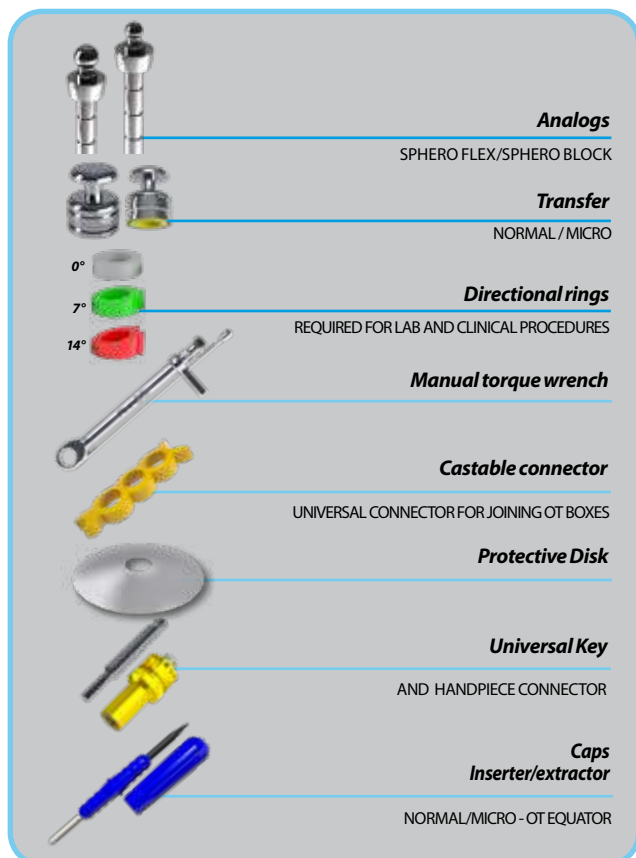 Analogs
SPHERO FLEX/SPHERO BLOCK
Transfer
NORMAL / MICRO
0°
7°
14°
Directional rings
REQUIRED FOR LAB AND CLINICAL PROCEDURES
Manual torque wrench
Castable connector
UNIVERSAL CONNECTOR FOR JOINING OT BOXES
Protective Disk
Universal Key
AND HANDPIECE CONNECTOR
Caps
Inserter/extractor
NORMAL/MICRO - OT EQUATOR